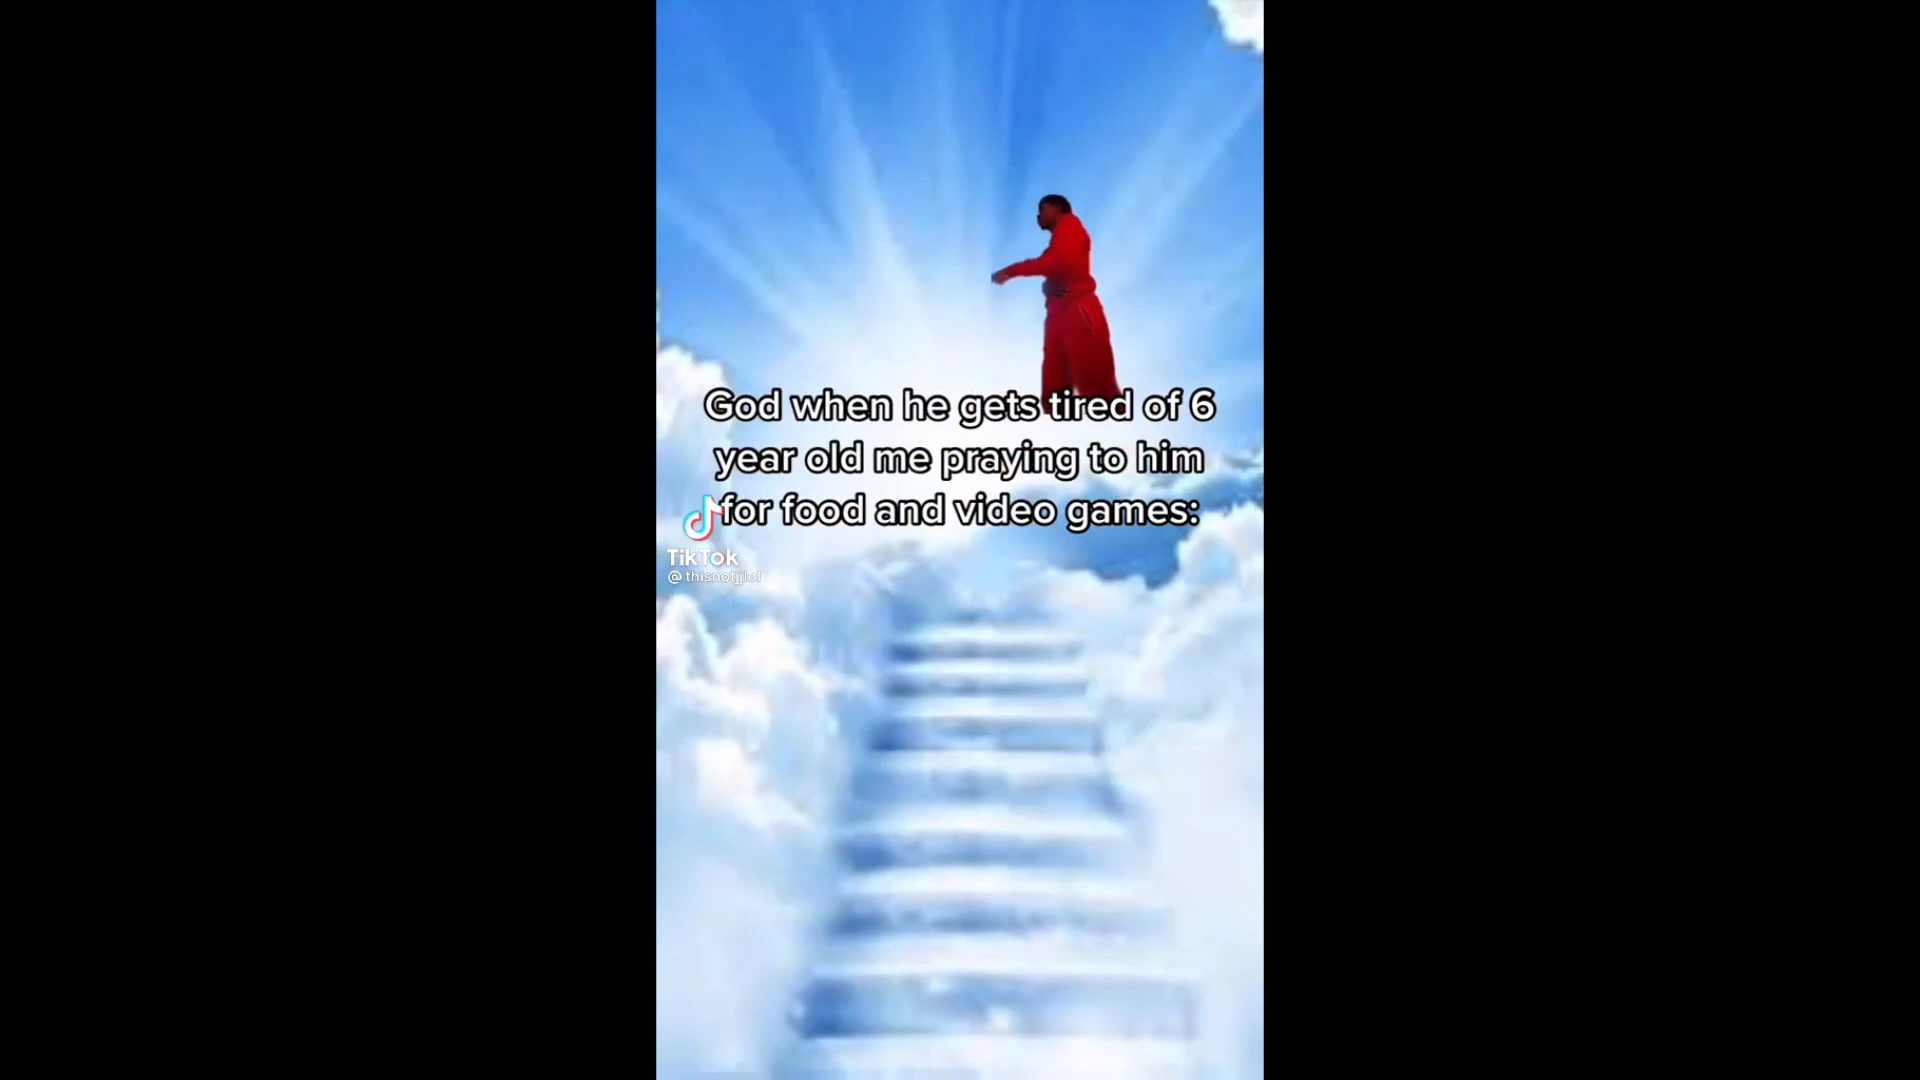 God when he gets tired of 6
year old me praying to him
for food and video games:
TikTok
@thisnotjjlol